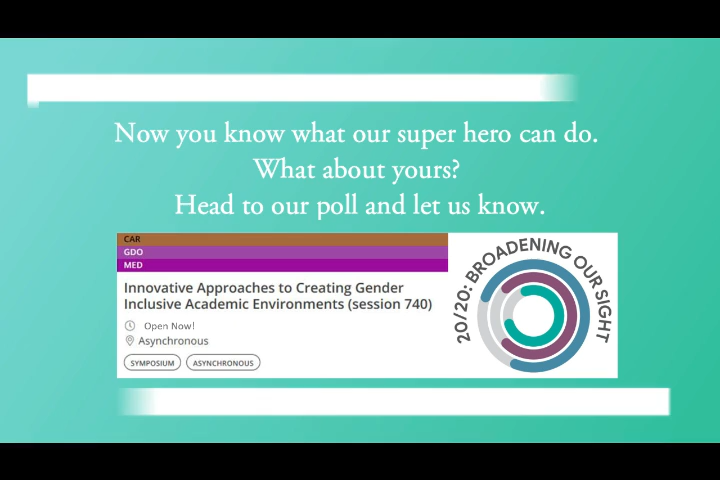 Now you know what our super hero can do.
What about yours?
Head to our poll and let us know.
CAR
GDO
MED
Innovative Approaches to Creating Gender
Inclusive Academic Environments (session 740)
Open Now!
Asynchronous
SYMPOSIUM ASYNCHRONOUS
20/20: BROADENING OUR SIGHT